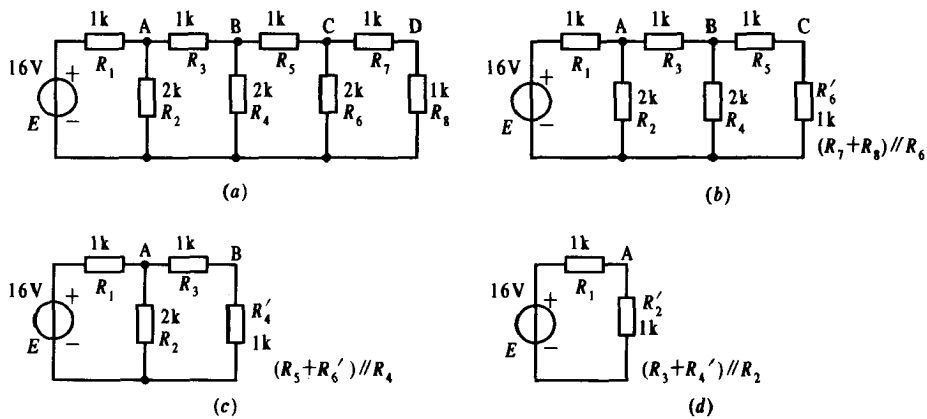 1k A 1k B 1k C 1k D
R₁ R₃ R₅ R₇
16V + 2k 2k 2k 1k
R₂ R₄ R₆ R₈
E −
(a)
1k A 1k B 1k C
R₁ R₃ R₅
16V + 2k 2k R₆′
R₂ R₄ 1k
E − (R₇+R₈)//R₆
(b)
1k A 1k B
R₁ R₃
16V + 2k R₄′
R₂ 1k
E − (R₅+R₆′)//R₄
(c)
1k A
R₁
16V + R₂′
1k
E − (R₃+R₄′)//R₂
(d)